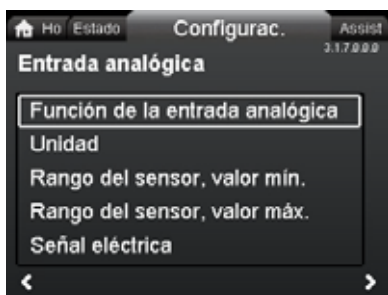 Ho Estado Configurac. Assist
3.1.7.0.0.0
Entrada analógica
Función de la entrada analógica
Unidad
Rango del sensor, valor mín.
Rango del sensor, valor máx.
Señal eléctrica